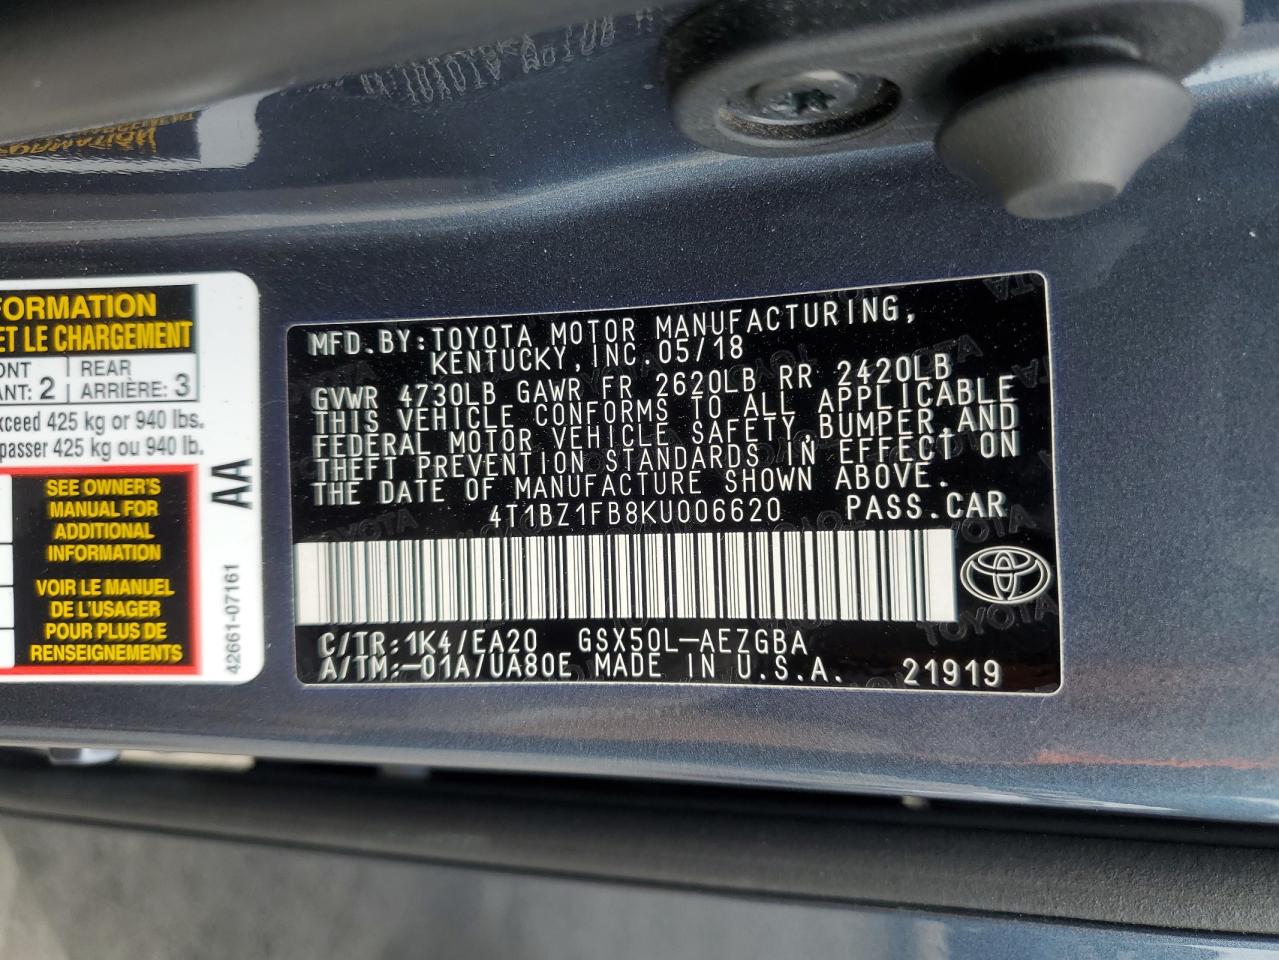 FORMATION
ET LE CHARGEMENT
REAR
ANT: 2 ARRIÈRE: 3
xceed 425 kg or 940 lbs.
passer 425 kg ou 940 lb.
SEE OWNER'S
MANUAL FOR
ADDITIONAL
INFORMATION
VOIR LE MANUEL
DE L'USAGER
POUR PLUS DE
RENSEIGNEMENTS
AA
42661-07161
MFD.BY:TOYOTA MOTOR MANUFACTURING,
KENTUCKY,INC.05/18
GVWR 4730LB GAWR FR 2620LB RR 2420LB
THIS VEHICLE CONFORMS TO ALL APPLICABLE
FEDERAL MOTOR VEHICLE SAFETY,BUMPER,AND
THEFT PREVENTION STANDARDS IN EFFECT ON
THE DATE OF MANUFACTURE SHOWN ABOVE.
4T1BZ1FB8KU006620 PASS.CAR
C/TR:1K4/EA20 GSX50L-AEZGBA
A/TM:-01A/UA80E MADE IN U.S.A. 21919